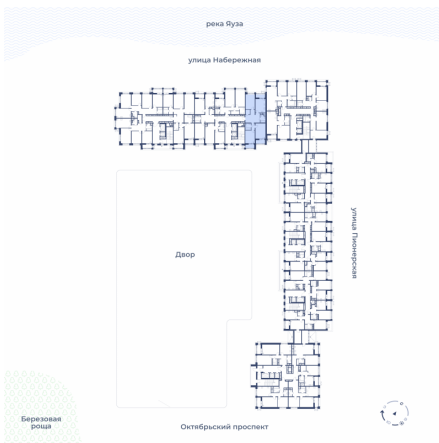 река Яуза
улица Набережная
улица Пионерская
Двор
Березовая
роща
Октябрьский проспект